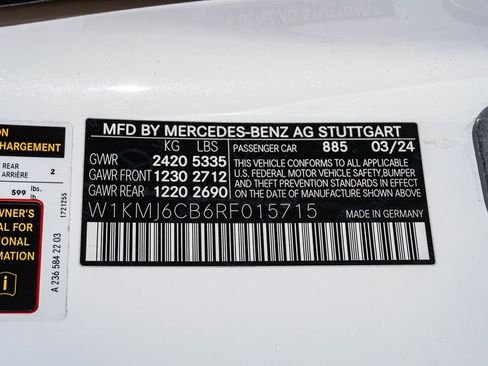 MFD BY MERCEDES-BENZ AG STUTTGART
KG LBS
GVWR 2420 5335
GAWR FRONT 1230 2712
GAWR REAR 1220 2690
PASSENGER CAR 885 03/24
THIS VEHICLE CONFORMS TO ALL APPLICABLE
U.S. FEDERAL MOTOR VEHICLE SAFETY, BUMPER
AND THEFT PREVENTION STANDARDS IN EFFECT
ON THE DATE OF MANUFACTURE SHOWN ABOVE.
W1KMJ6CB6RF015715
MADE IN GERMANY
ON
HARGEMENT
REAR
ARRIÈRE 2
599 lbs.
lb.
WNER'S
AL FOR
ORMATION
1721255
A 236 584 22 03